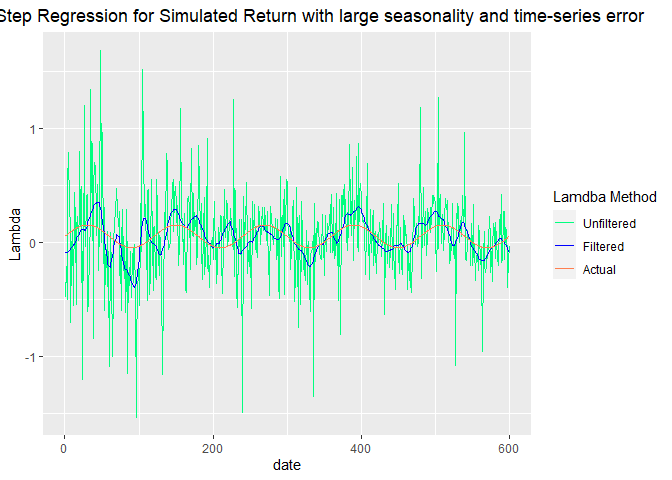 Step Regression for Simulated Return with large seasonality and time-series error
1
0
-1
Lambda
0
200
400
600
date
Lamdba Method
Unfiltered
Filtered
Actual